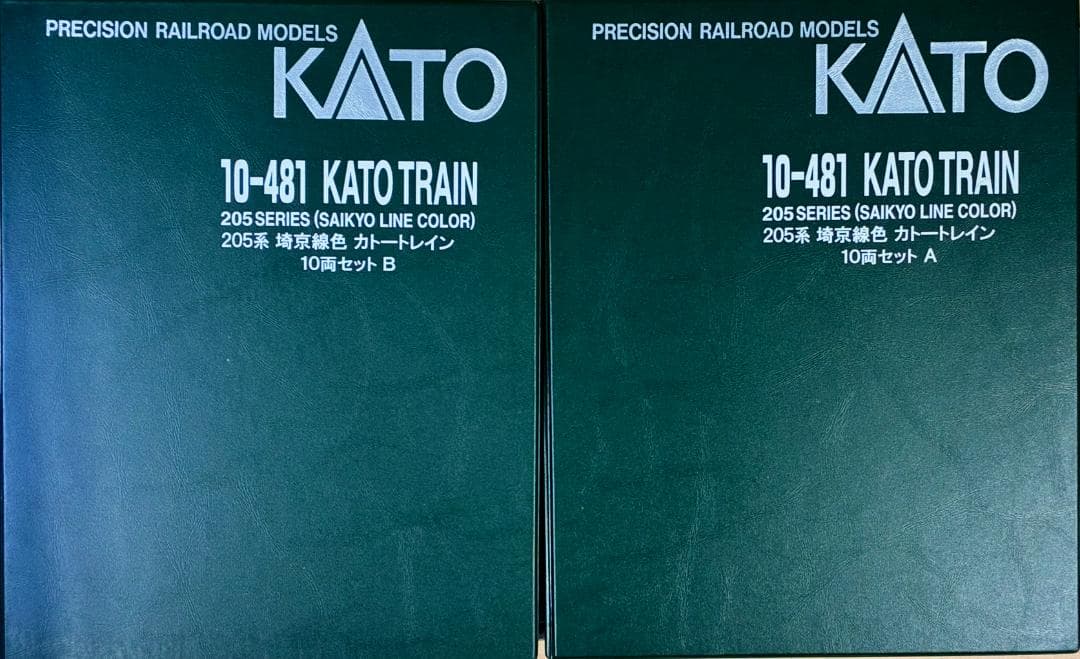 PRECISION RAILROAD MODELS
KATO
10-481 KATO TRAIN
205 SERIES (SAIKYO LINE COLOR)
205系 埼京線色 カトートレイン
10両セット B
PRECISION RAILROAD MODELS
KATO
10-481 KATO TRAIN
205 SERIES (SAIKYO LINE COLOR)
205系 埼京線色 カトートレイン
10両セット A